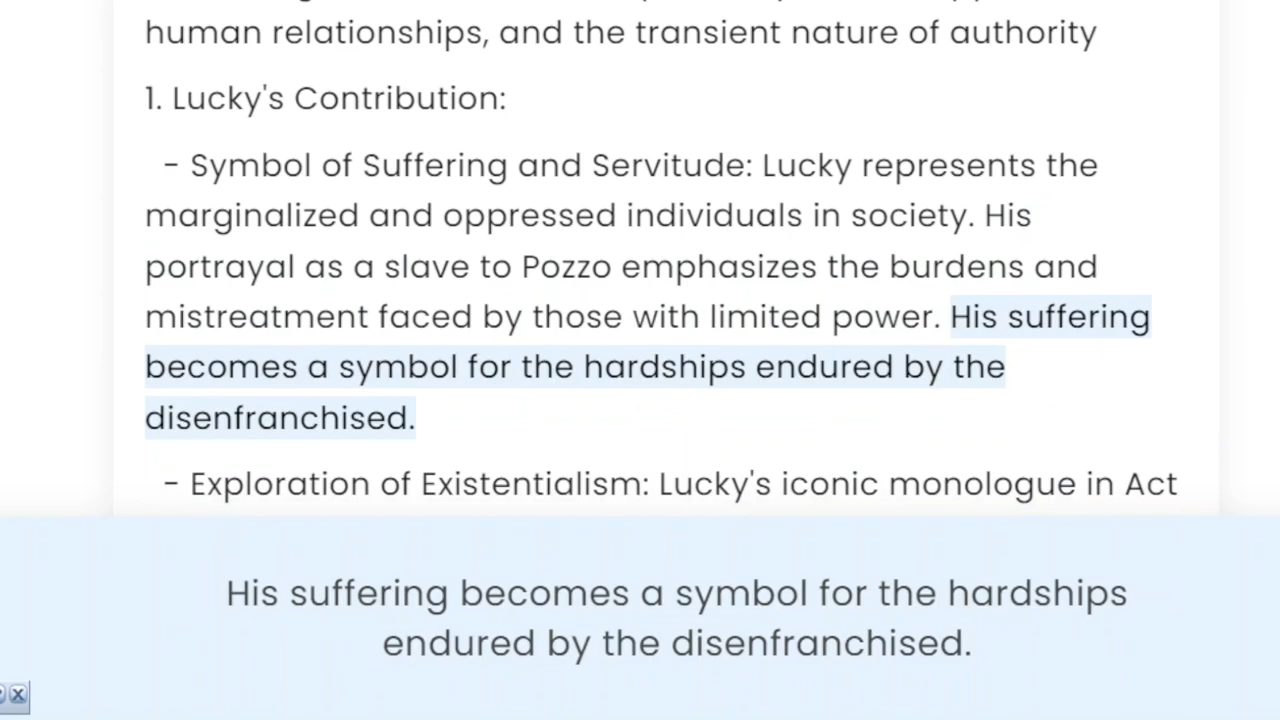 human relationships, and the transient nature of authority
1. Lucky's Contribution:
- Symbol of Suffering and Servitude: Lucky represents the
marginalized and oppressed individuals in society. His
portrayal as a slave to Pozzo emphasizes the burdens and
mistreatment faced by those with limited power. His suffering
becomes a symbol for the hardships endured by the
disenfranchised.
- Exploration of Existentialism: Lucky's iconic monologue in Act
His suffering becomes a symbol for the hardships
endured by the disenfranchised.